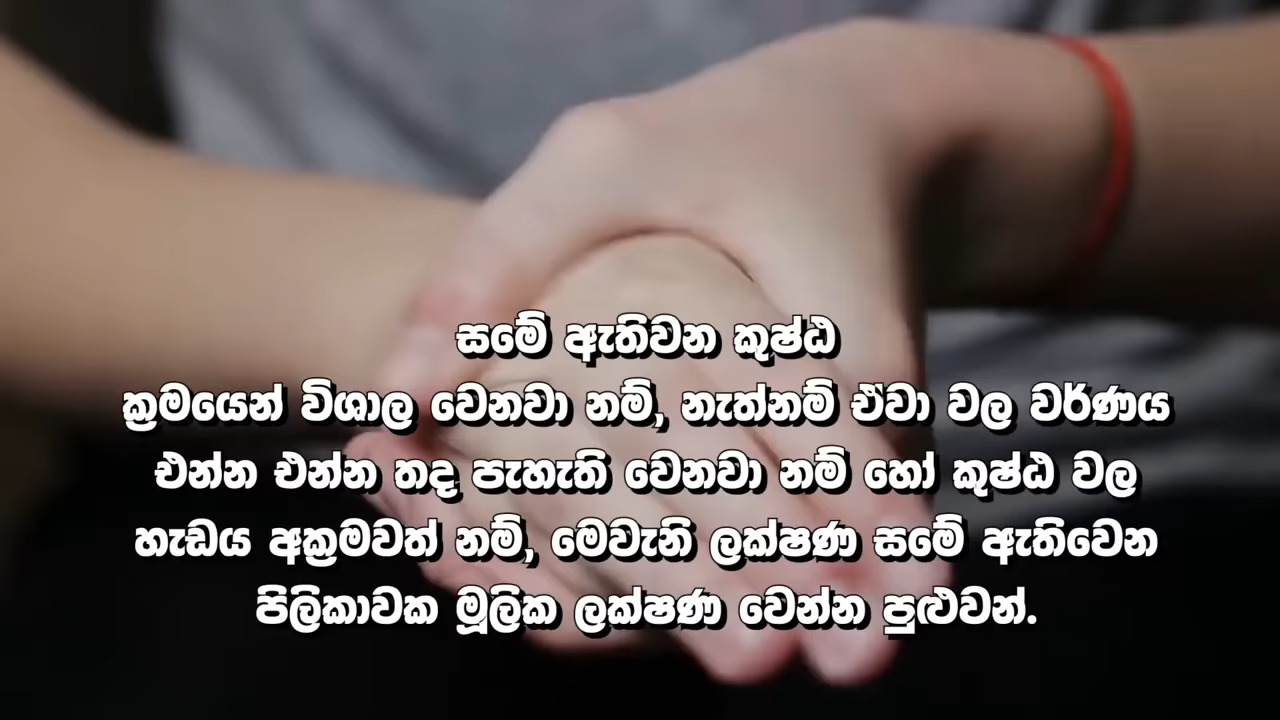 සමේ ඇතිවන කුෂ්ඨ
ක්‍රමයෙන් විශාල වෙනවා නම්, නැත්නම් ඒවා වල වර්ණය
එන්න එන්න තද පැහැති වෙනවා නම් හෝ කුෂ්ඨ වල
හැඩය අක්‍රමවත් නම්, මෙවැනි ලක්ෂණ සමේ ඇතිවෙන
පිලිකාවක මූලික ලක්ෂණ වෙන්න පුළුවන්.